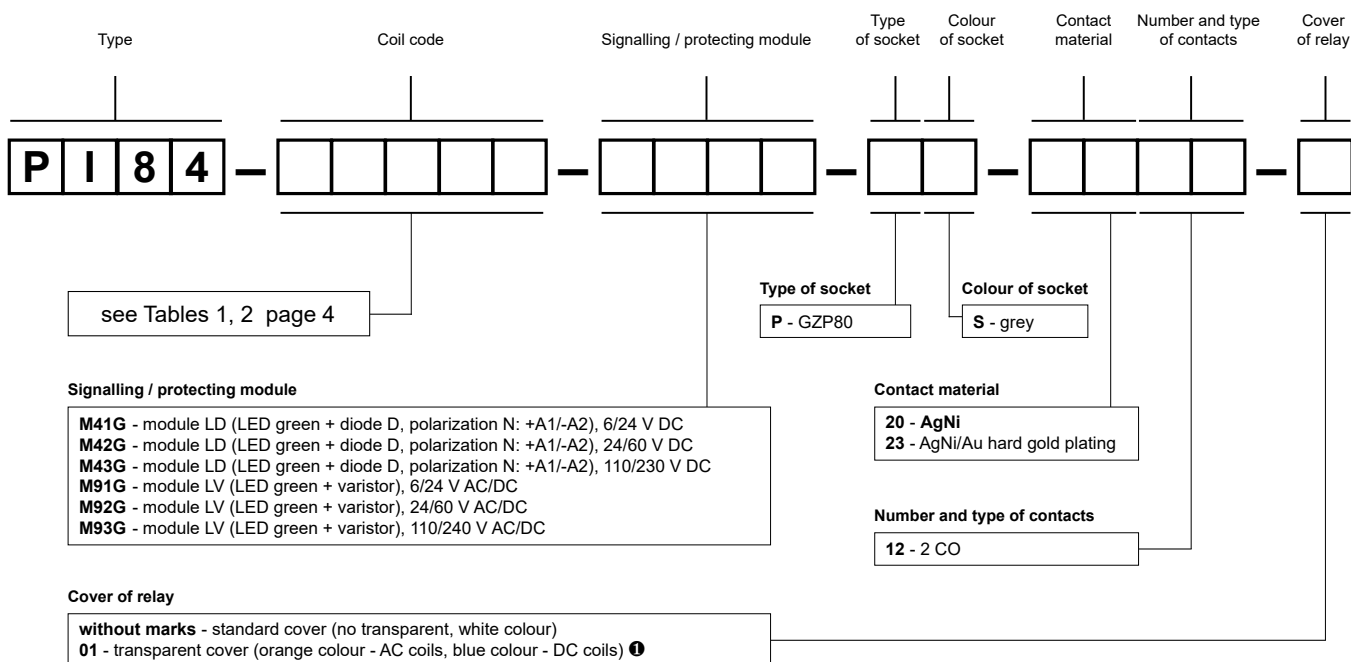 Type
Coil code
Signalling / protecting module
Type
of socket
Colour
of socket
Contact
material
Number and type
of contacts
Cover
of relay
P I 8 4 – – – – –
see Tables 1, 2 page 4
Type of socket
P - GZP80
Colour of socket
S - grey
Signalling / protecting module
M41G - module LD (LED green + diode D, polarization N: +A1/-A2), 6/24 V DC
M42G - module LD (LED green + diode D, polarization N: +A1/-A2), 24/60 V DC
M43G - module LD (LED green + diode D, polarization N: +A1/-A2), 110/230 V DC
M91G - module LV (LED green + varistor), 6/24 V AC/DC
M92G - module LV (LED green + varistor), 24/60 V AC/DC
M93G - module LV (LED green + varistor), 110/240 V AC/DC
Contact material
20 - AgNi
23 - AgNi/Au hard gold plating
Number and type of contacts
12 - 2 CO
Cover of relay
without marks - standard cover (no transparent, white colour)
01 - transparent cover (orange colour - AC coils, blue colour - DC coils) ❶